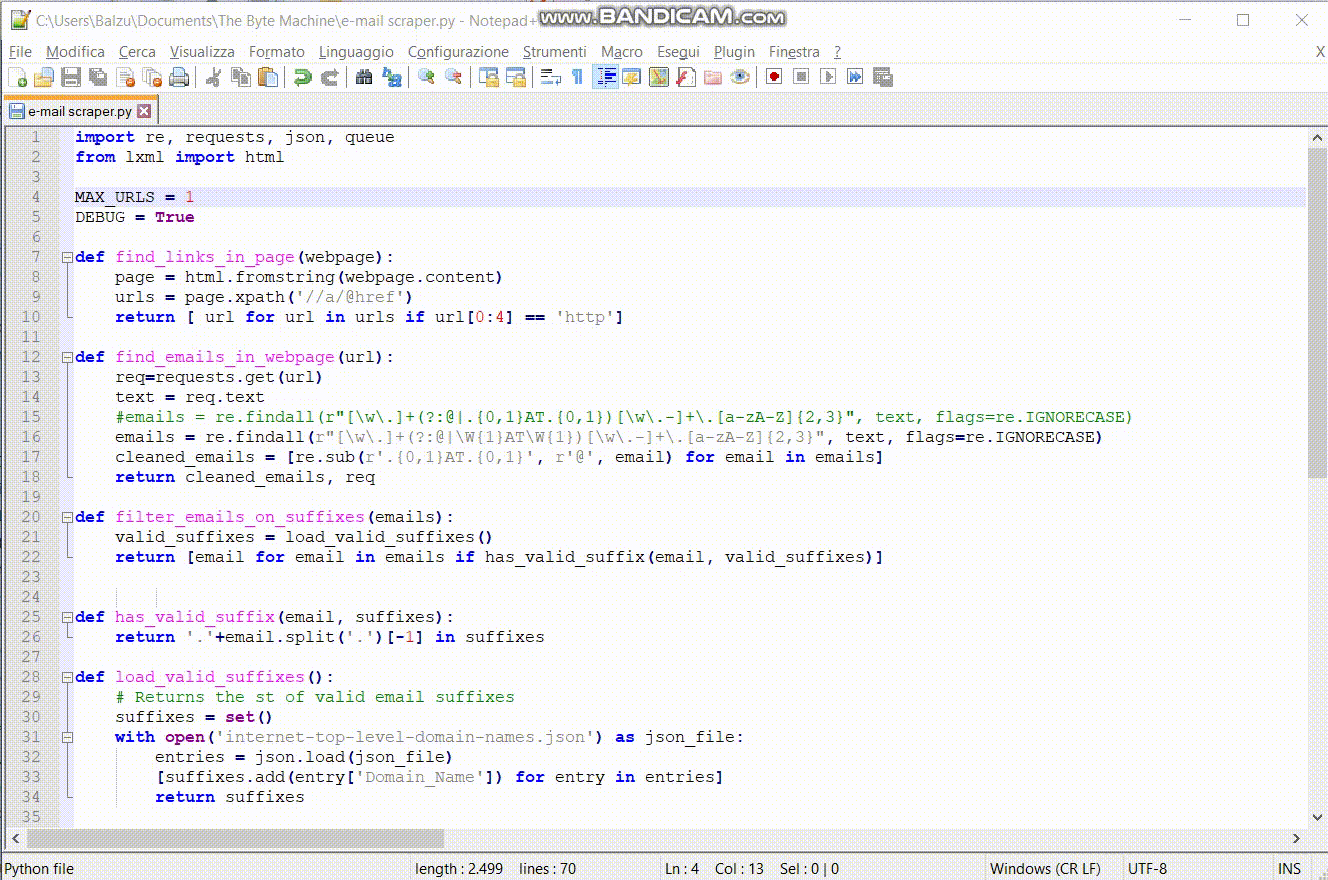 C:\Users\Balzu\Documents\The Byte Machine\e-mail scraper.py - Notepad+
www.BANDICAM.com
File Modifica Cerca Visualizza Formato Linguaggio Configurazione Strumenti Macro Esegui Plugin Finestra ? X
e-mail scraper.py
1 import re, requests, json, queue
2 from lxml import html
3
4 MAX_URLS = 1
5 DEBUG = True
6
7 def find_links_in_page(webpage):
8     page = html.fromstring(webpage.content)
9     urls = page.xpath('//a/@href')
10     return [ url for url in urls if url[0:4] == 'http']
11
12 def find_emails_in_webpage(url):
13     req=requests.get(url)
14     text = req.text
15     #emails = re.findall(r"[\w\.]+(?:@|.{0,1}AT.{0,1})[\w\.-]+\.[a-zA-Z]{2,3}", text, flags=re.IGNORECASE)
16     emails = re.findall(r"[\w\.]+(?:@|\W{1}AT\W{1})[\w\.-]+\.[a-zA-Z]{2,3}", text, flags=re.IGNORECASE)
17     cleaned_emails = [re.sub(r'.{0,1}AT.{0,1}', r'@', email) for email in emails]
18     return cleaned_emails, req
19
20 def filter_emails_on_suffixes(emails):
21     valid_suffixes = load_valid_suffixes()
22     return [email for email in emails if has_valid_suffix(email, valid_suffixes)]
23
24
25 def has_valid_suffix(email, suffixes):
26     return '.'+email.split('.')[-1] in suffixes
27
28 def load_valid_suffixes():
29     # Returns the st of valid email suffixes
30     suffixes = set()
31     with open('internet-top-level-domain-names.json') as json_file:
32         entries = json.load(json_file)
33         [suffixes.add(entry['Domain_Name']) for entry in entries]
34         return suffixes
35
Python file length : 2.499 lines : 70 Ln : 4 Col : 13 Sel : 0 | 0 Windows (CR LF) UTF-8 INS